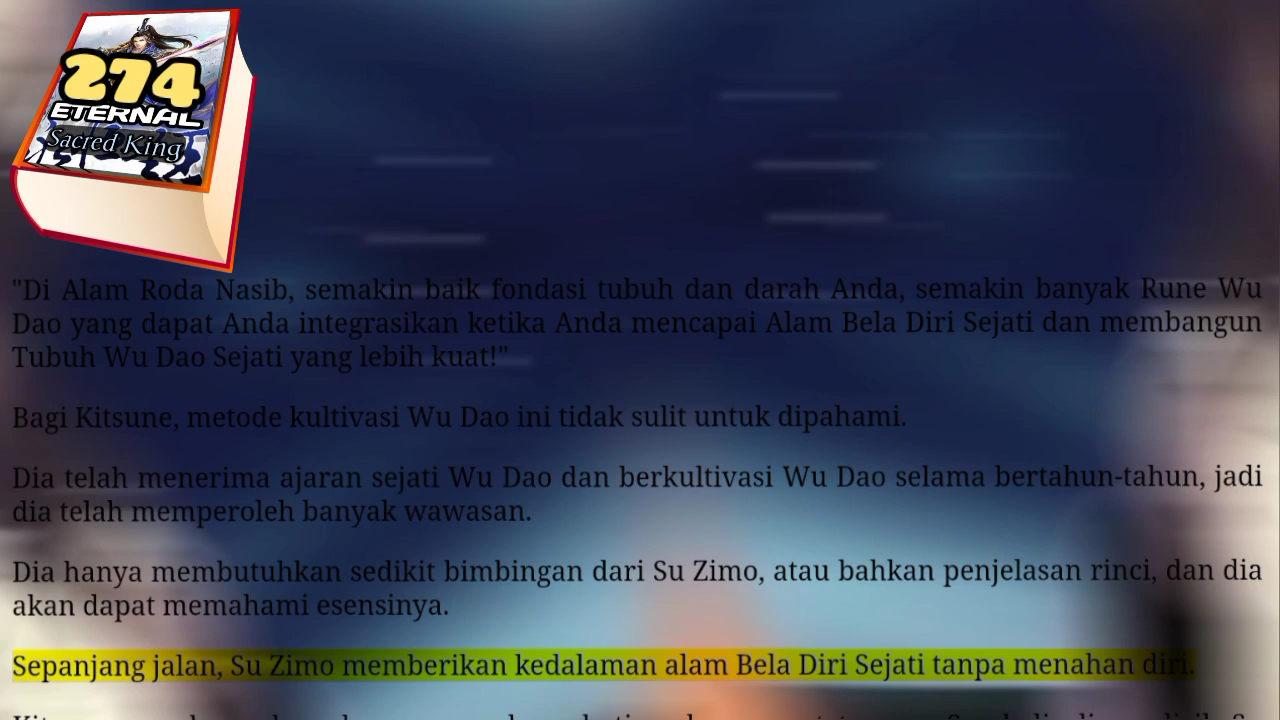 274
ETERNAL
Sacred King
"Di Alam Roda Nasib, semakin baik fondasi tubuh dan darah Anda, semakin banyak Rune Wu
Dao yang dapat Anda integrasikan ketika Anda mencapai Alam Bela Diri Sejati dan membangun
Tubuh Wu Dao Sejati yang lebih kuat!"
Bagi Kitsune, metode kultivasi Wu Dao ini tidak sulit untuk dipahami.
Dia telah menerima ajaran sejati Wu Dao dan berkultivasi Wu Dao selama bertahun-tahun, jadi
dia telah memperoleh banyak wawasan.
Dia hanya membutuhkan sedikit bimbingan dari Su Zimo, atau bahkan penjelasan rinci, dan dia
akan dapat memahami esensinya.
Sepanjang jalan, Su Zimo memberikan kedalaman alam Bela Diri Sejati tanpa menahan diri.